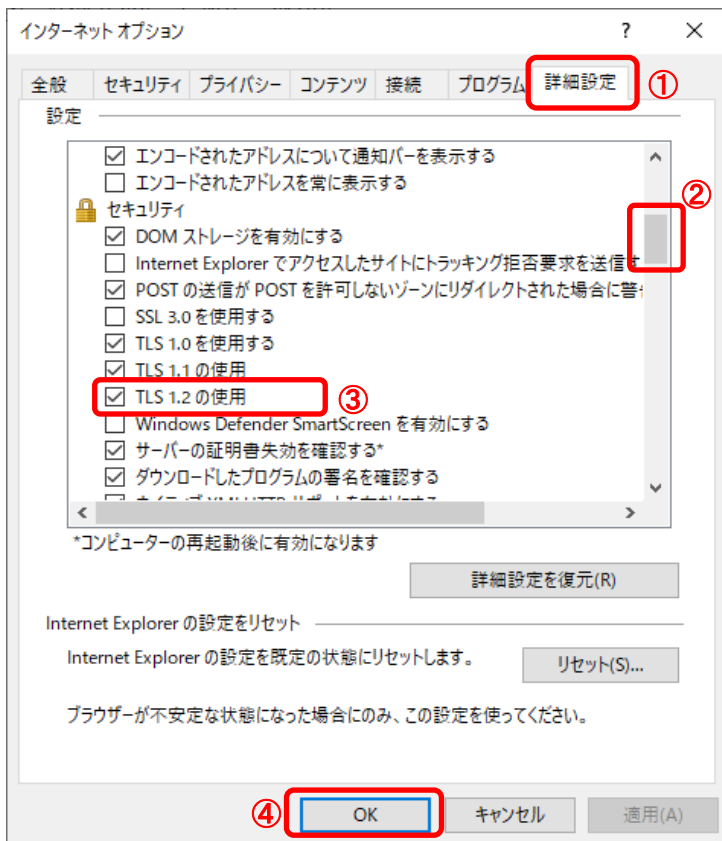 インターネット オプション ? ×
全般 セキュリティ プライバシー コンテンツ 接続 プログラム 詳細設定 ①
設定
エンコードされたアドレスについて通知バーを表示する
エンコードされたアドレスを常に表示する
②
セキュリティ
DOM ストレージを有効にする
Internet Explorer でアクセスしたサイトにトラッキング拒否要求を送信す
POST の送信が POST を許可しないゾーンにリダイレクトされた場合に警
SSL 3.0 を使用する
TLS 1.0 を使用する
TLS 1.1 の使用
TLS 1.2 の使用 ③
Windows Defender SmartScreen を有効にする
サーバーの証明書失効を確認する*
ダウンロードしたプログラムの署名を確認する
*コンピューターの再起動後に有効になります
詳細設定を復元(R)
Internet Explorer の設定をリセット
Internet Explorer の設定を既定の状態にリセットします。
リセット(S)...
ブラウザーが不安定な状態になった場合にのみ、この設定を使ってください。
④ OK キャンセル 適用(A)